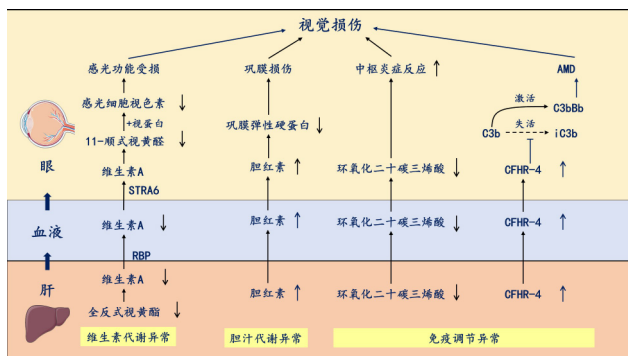 视觉损伤
感光功能受损 巩膜损伤 中枢炎症反应 ↑ AMD
感光细胞视色素 ↓ 激活 C3bBb
+视蛋白 巩膜弹性硬蛋白 ↓ C3b 失活 iC3b
11-顺式视黄醛 ↓
眼 维生素A 胆红素 ↑ 环氧化二十碳三烯酸 ↓ CFHR-4 ↑
STRA6
血液 维生素A ↓ 胆红素 ↑ 环氧化二十碳三烯酸 ↓ CFHR-4 ↑
RBP
肝 维生素A ↓ 胆红素 ↑ 环氧化二十碳三烯酸 ↓ CFHR-4 ↑
全反式视黄酯 ↓
维生素代谢异常 胆汁代谢异常 免疫调节异常